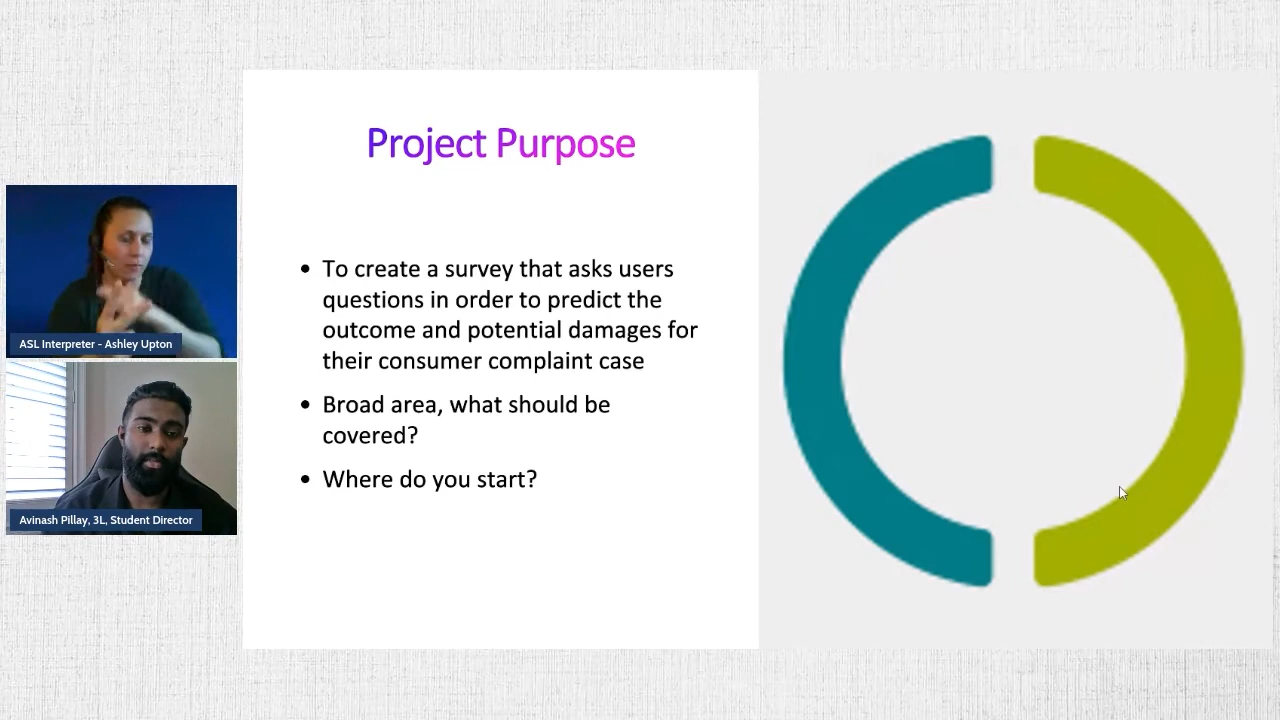 Project Purpose
• To create a survey that asks users
questions in order to predict the
outcome and potential damages for
their consumer complaint case
• Broad area, what should be
covered?
• Where do you start?
ASL Interpreter - Ashley Upton
Avinash Pillay, 3L, Student Director